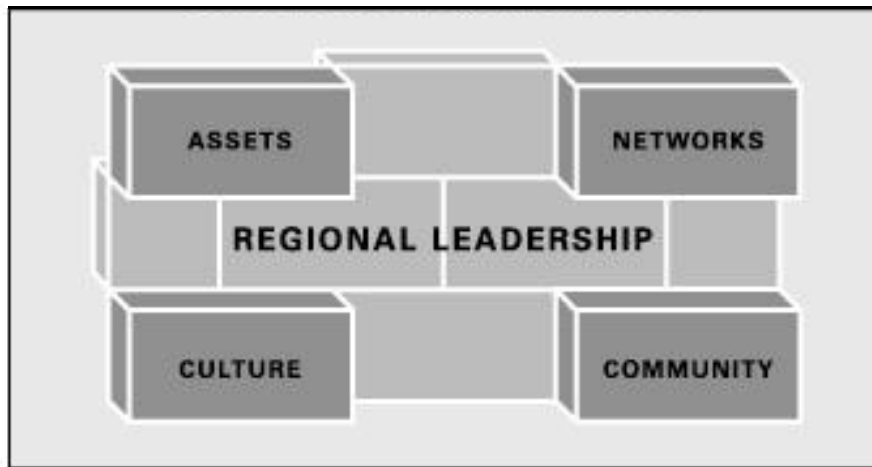 ASSETS
NETWORKS
REGIONAL LEADERSHIP
CULTURE
COMMUNITY